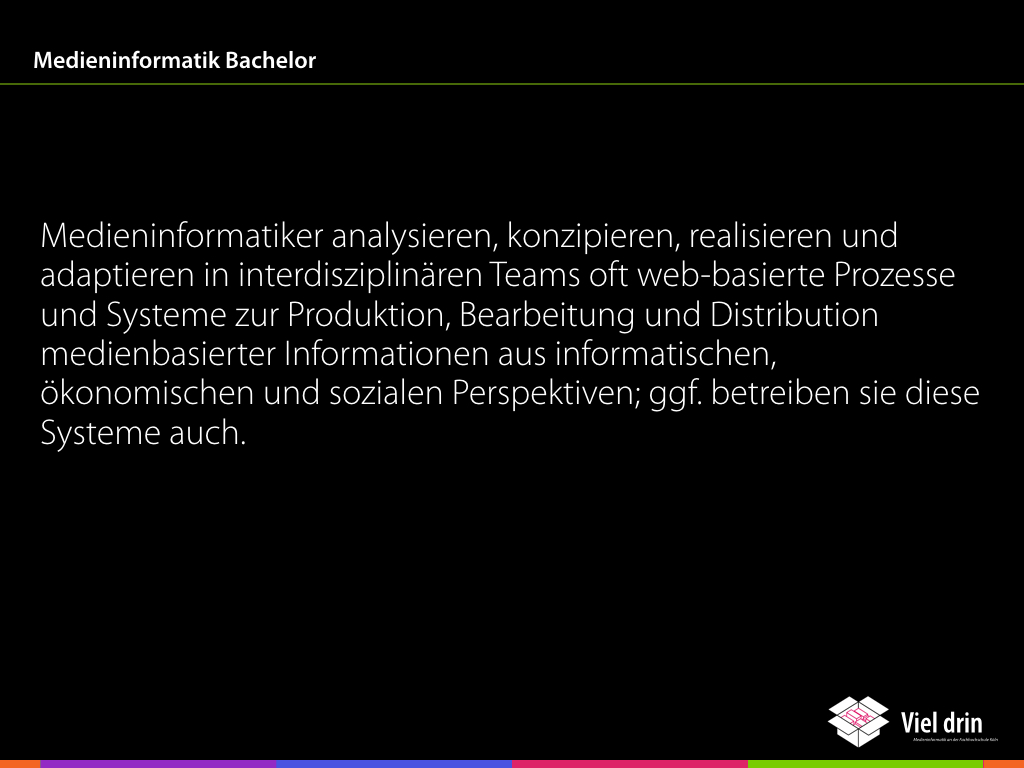 Medieninformatik Bachelor
Medieninformatiker analysieren, konzipieren, realisieren und
adaptieren in interdisziplinären Teams oft web-basierte Prozesse
und Systeme zur Produktion, Bearbeitung und Distribution
medienbasierter Informationen aus informatischen,
ökonomischen und sozialen Perspektiven; ggf. betreiben sie diese
Systeme auch.
Viel drin
Medieninformatik an der Fachhochschule Köln